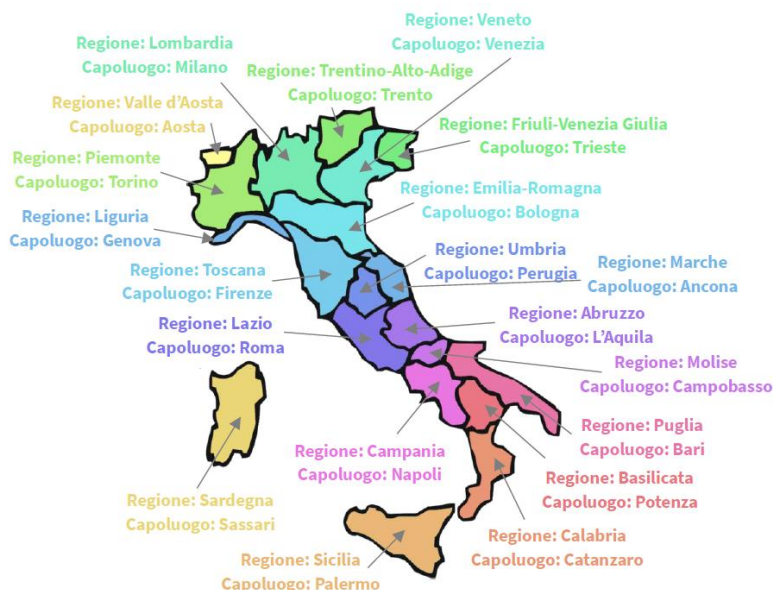 Regione: Veneto
Capoluogo: Venezia
Regione: Lombardia
Capoluogo: Milano
Regione: Trentino-Alto-Adige
Capoluogo: Trento
Regione: Valle d’Aosta
Capoluogo: Aosta
Regione: Friuli-Venezia Giulia
Capoluogo: Trieste
Regione: Piemonte
Capoluogo: Torino
Regione: Emilia-Romagna
Capoluogo: Bologna
Regione: Liguria
Capoluogo: Genova
Regione: Umbria
Capoluogo: Perugia
Regione: Toscana
Capoluogo: Firenze
Regione: Marche
Capoluogo: Ancona
Regione: Lazio
Capoluogo: Roma
Regione: Abruzzo
Capoluogo: L’Aquila
Regione: Molise
Capoluogo: Campobasso
Regione: Puglia
Capoluogo: Bari
Regione: Campania
Capoluogo: Napoli
Regione: Basilicata
Capoluogo: Potenza
Regione: Sardegna
Capoluogo: Sassari
Regione: Calabria
Capoluogo: Catanzaro
Regione: Sicilia
Capoluogo: Palermo